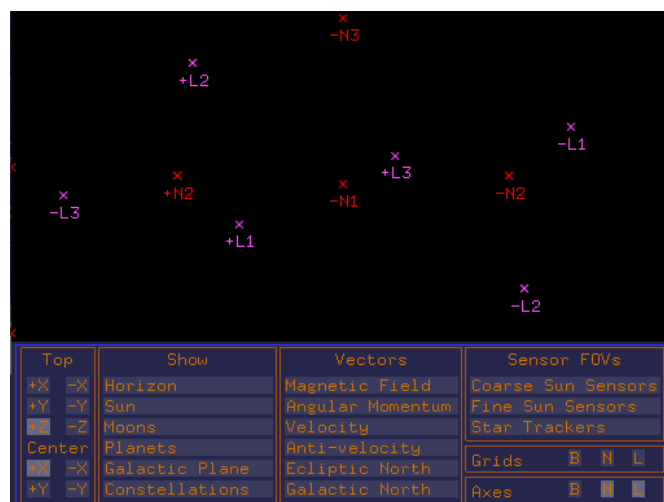 -N3
+L2
-L1
+L3
+N2
-N2
-N1
-L3
+L1
-L2
Top Show Vectors Sensor FOVs
+X -X Horizon Magnetic Field Coarse Sun Sensors
+Y -Y Sun Angular Momentum Fine Sun Sensors
+Z -Z Moons Velocity Star Trackers
Center Planets Anti-velocity
Grids B N L
+X -X Galactic Plane Ecliptic North
+Y -Y Constellations Galactic North
Axes B N L